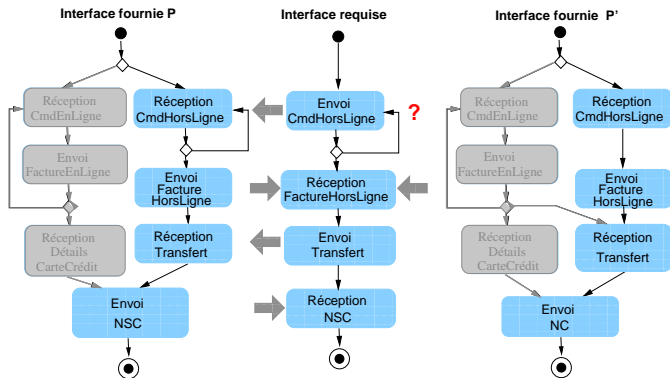 Interface fournie P
Interface requise
Interface fournie P'
Réception
CmdEnLigne
Réception
CmdHorsLigne
Envoi
FactureEnLigne
Envoi
Facture
HorsLigne
Réception
Détails
CarteCrédit
Réception
Transfert
Envoi
NSC
Envoi
CmdHorsLigne
?
Réception
FactureHorsLigne
Envoi
Transfert
Réception
NSC
Réception
CmdEnLigne
Réception
CmdHorsLigne
Envoi
FactureEnLigne
Envoi
Facture
HorsLigne
Réception
Détails
CarteCrédit
Réception
Transfert
Envoi
NC